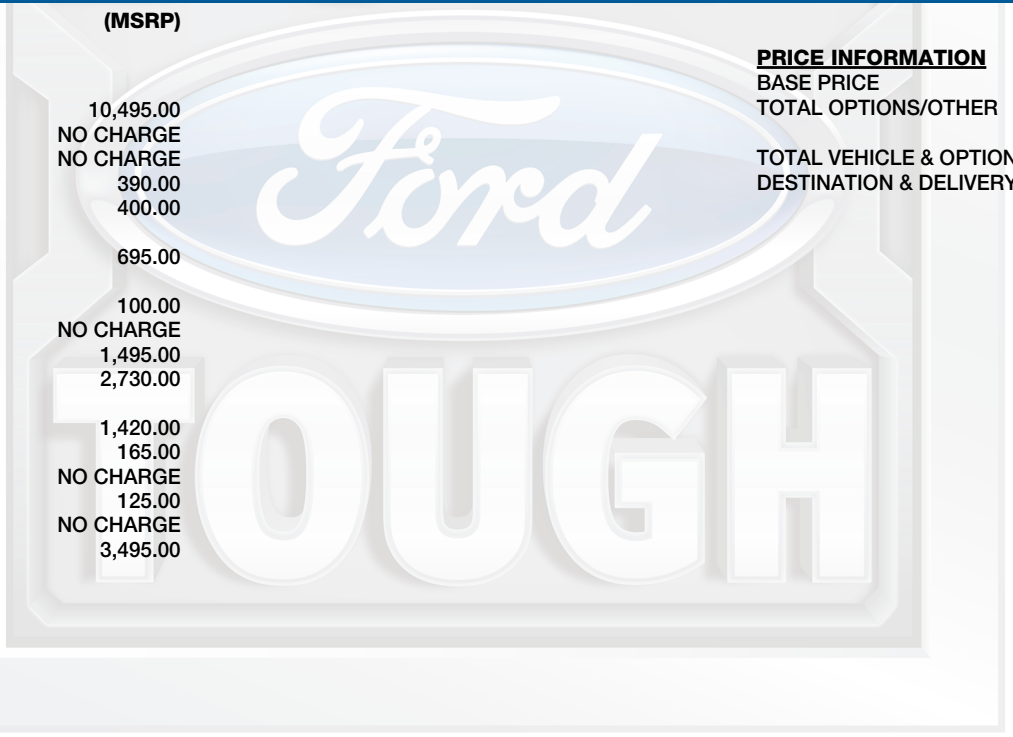 (MSRP)
10,495.00
NO CHARGE
NO CHARGE
390.00
400.00
695.00
100.00
NO CHARGE
1,495.00
2,730.00
1,420.00
165.00
NO CHARGE
125.00
NO CHARGE
3,495.00
PRICE INFORMATION
BASE PRICE
TOTAL OPTIONS/OTHER
TOTAL VEHICLE & OPTION
DESTINATION & DELIVERY
Ford
TOUGH